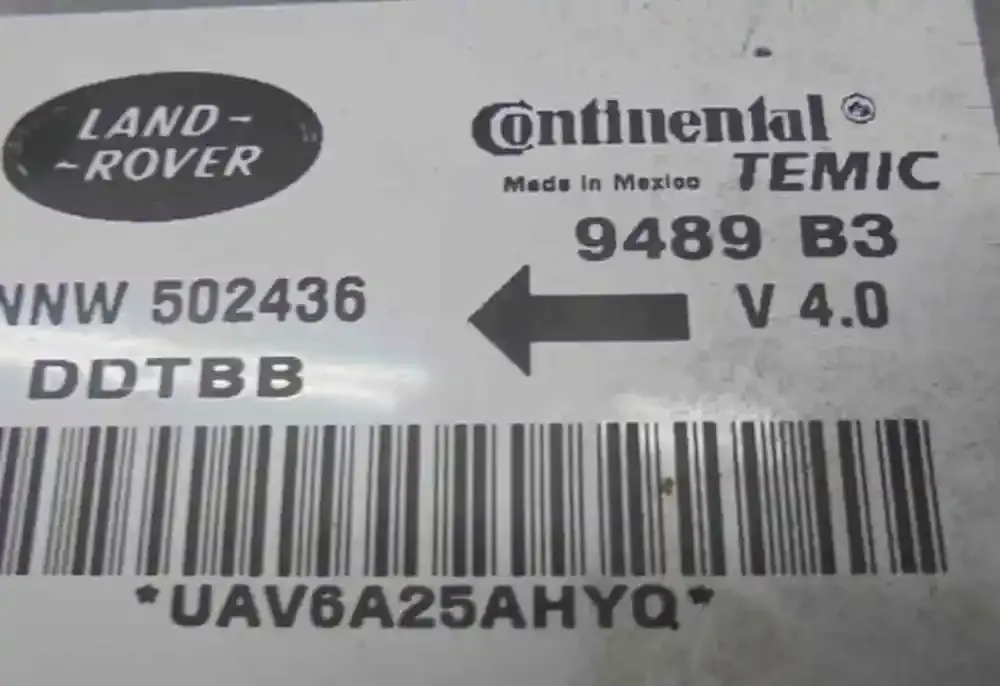 LAND-
-ROVER
Continental
Made in Mexico TEMIC
9489 B3
NNW 502436
V 4.0
DDTBB
*UAV6A25AHYQ*